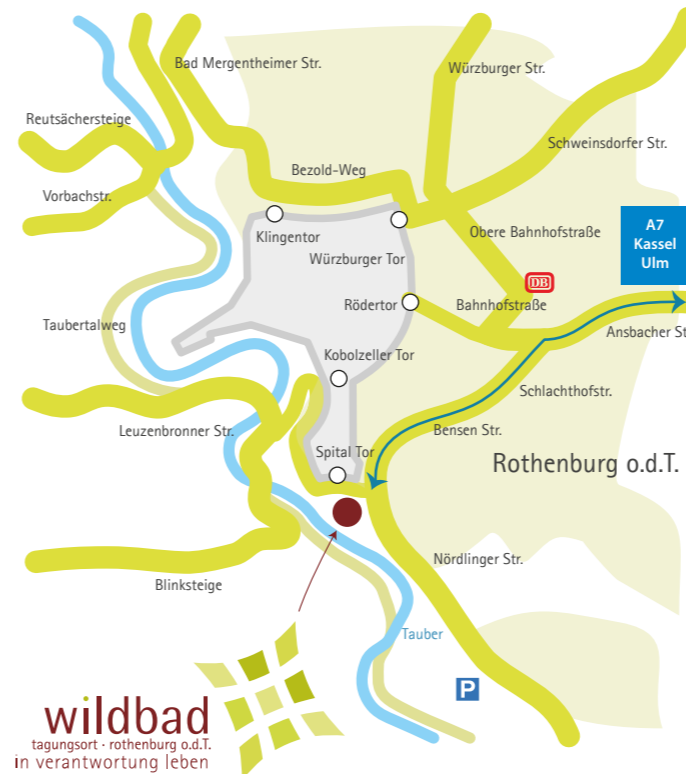 Bad Mergentheimer Str.
Würzburger Str.
Reutsächersteige
Schweinsdorfer Str.
Bezold-Weg
Vorbachstr.
A7
Kassel
Ulm
Klingentor
Obere Bahnhofstraße
Würzburger Tor
DB
Rödertor
Bahnhofstraße
Taubertalweg
Ansbacher St
Kobolzeller Tor
Schlachthofstr.
Leuzenbronner Str.
Bensen Str.
Spital Tor
Rothenburg o.d.T.
Nördlinger Str.
Blinksteige
Tauber
P
wildbad
tagungsort · rothenburg o.d.T.
in verantwortung leben